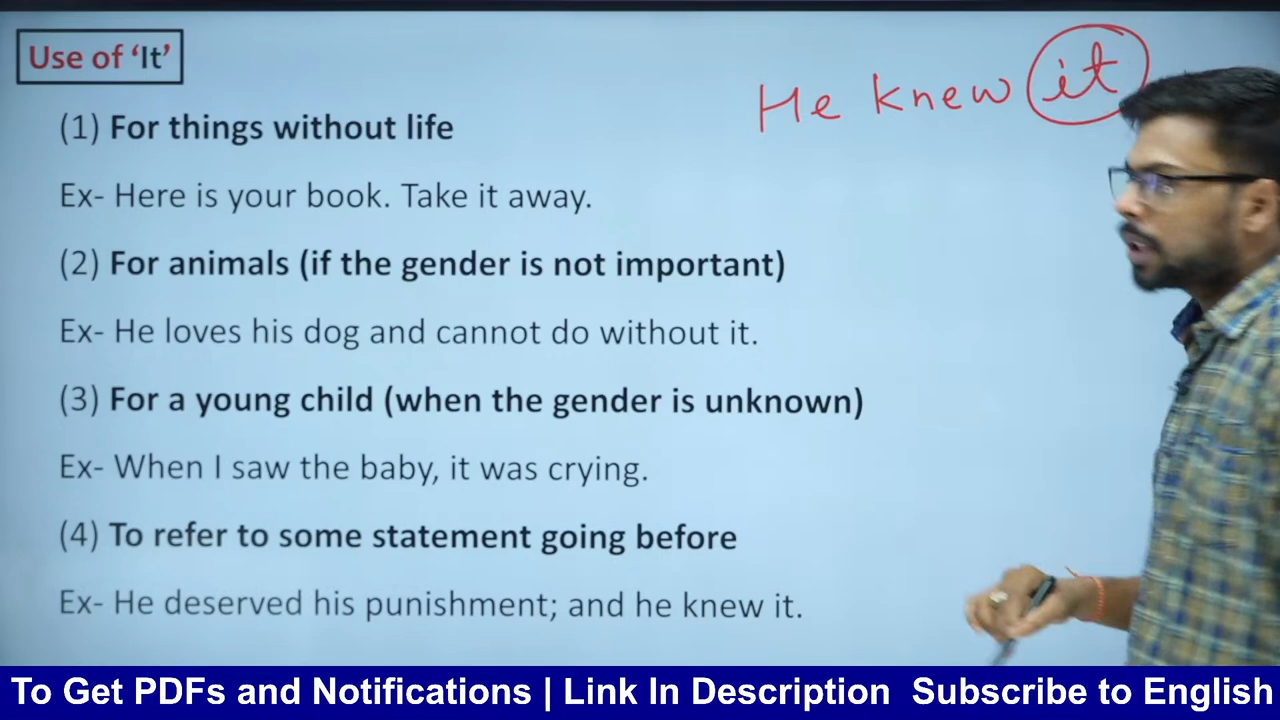 Use of ‘It’
He knew it
(1) For things without life
Ex- Here is your book. Take it away.
(2) For animals (if the gender is not important)
Ex- He loves his dog and cannot do without it.
(3) For a young child (when the gender is unknown)
Ex- When I saw the baby, it was crying.
(4) To refer to some statement going before
Ex- He deserved his punishment; and he knew it.
To Get PDFs and Notifications | Link In Description Subscribe to English